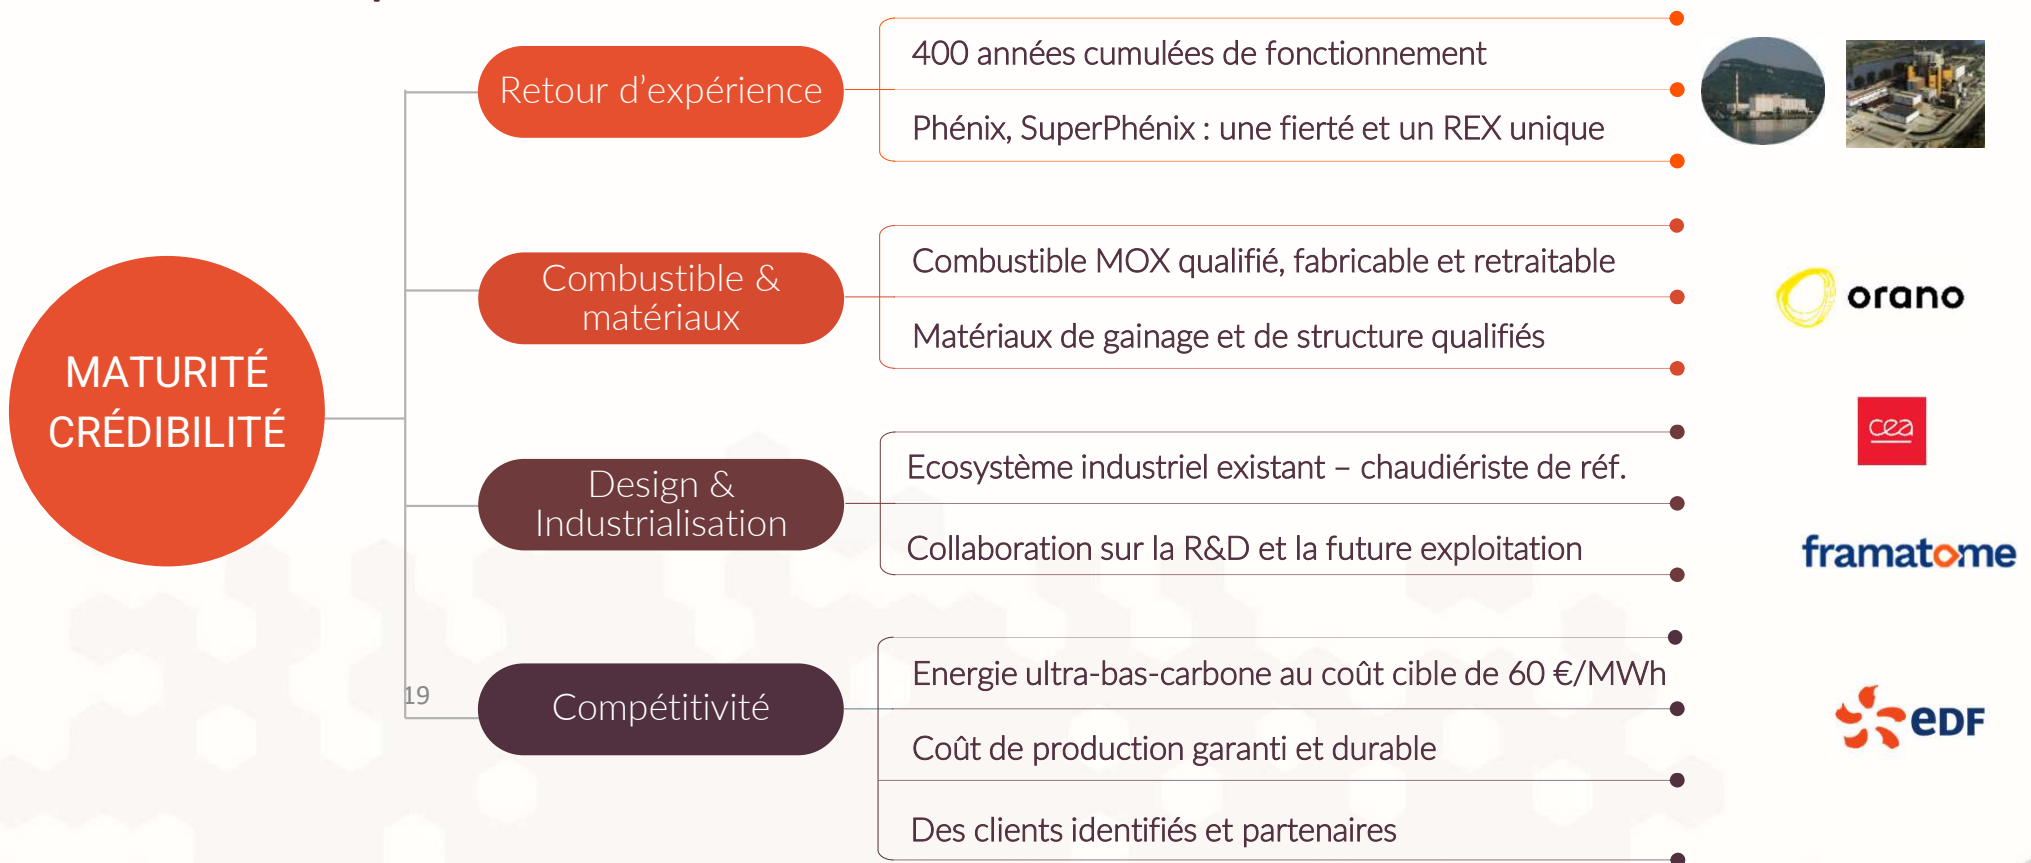 MATURITÉ
CRÉDIBILITÉ
Retour d'expérience
400 années cumulées de fonctionnement
Phénix, SuperPhénix : une fierté et un REX unique
Combustible &
matériaux
Combustible MOX qualifié, fabricable et retraitable
Matériaux de gainage et de structure qualifiés
orano
cea
Design &
Industrialisation
Ecosystème industriel existant – chaudiériste de réf.
Collaboration sur la R&D et la future exploitation
framatome
19
Compétitivité
Energie ultra-bas-carbone au coût cible de 60 €/MWh
Coût de production garanti et durable
Des clients identifiés et partenaires
eDF